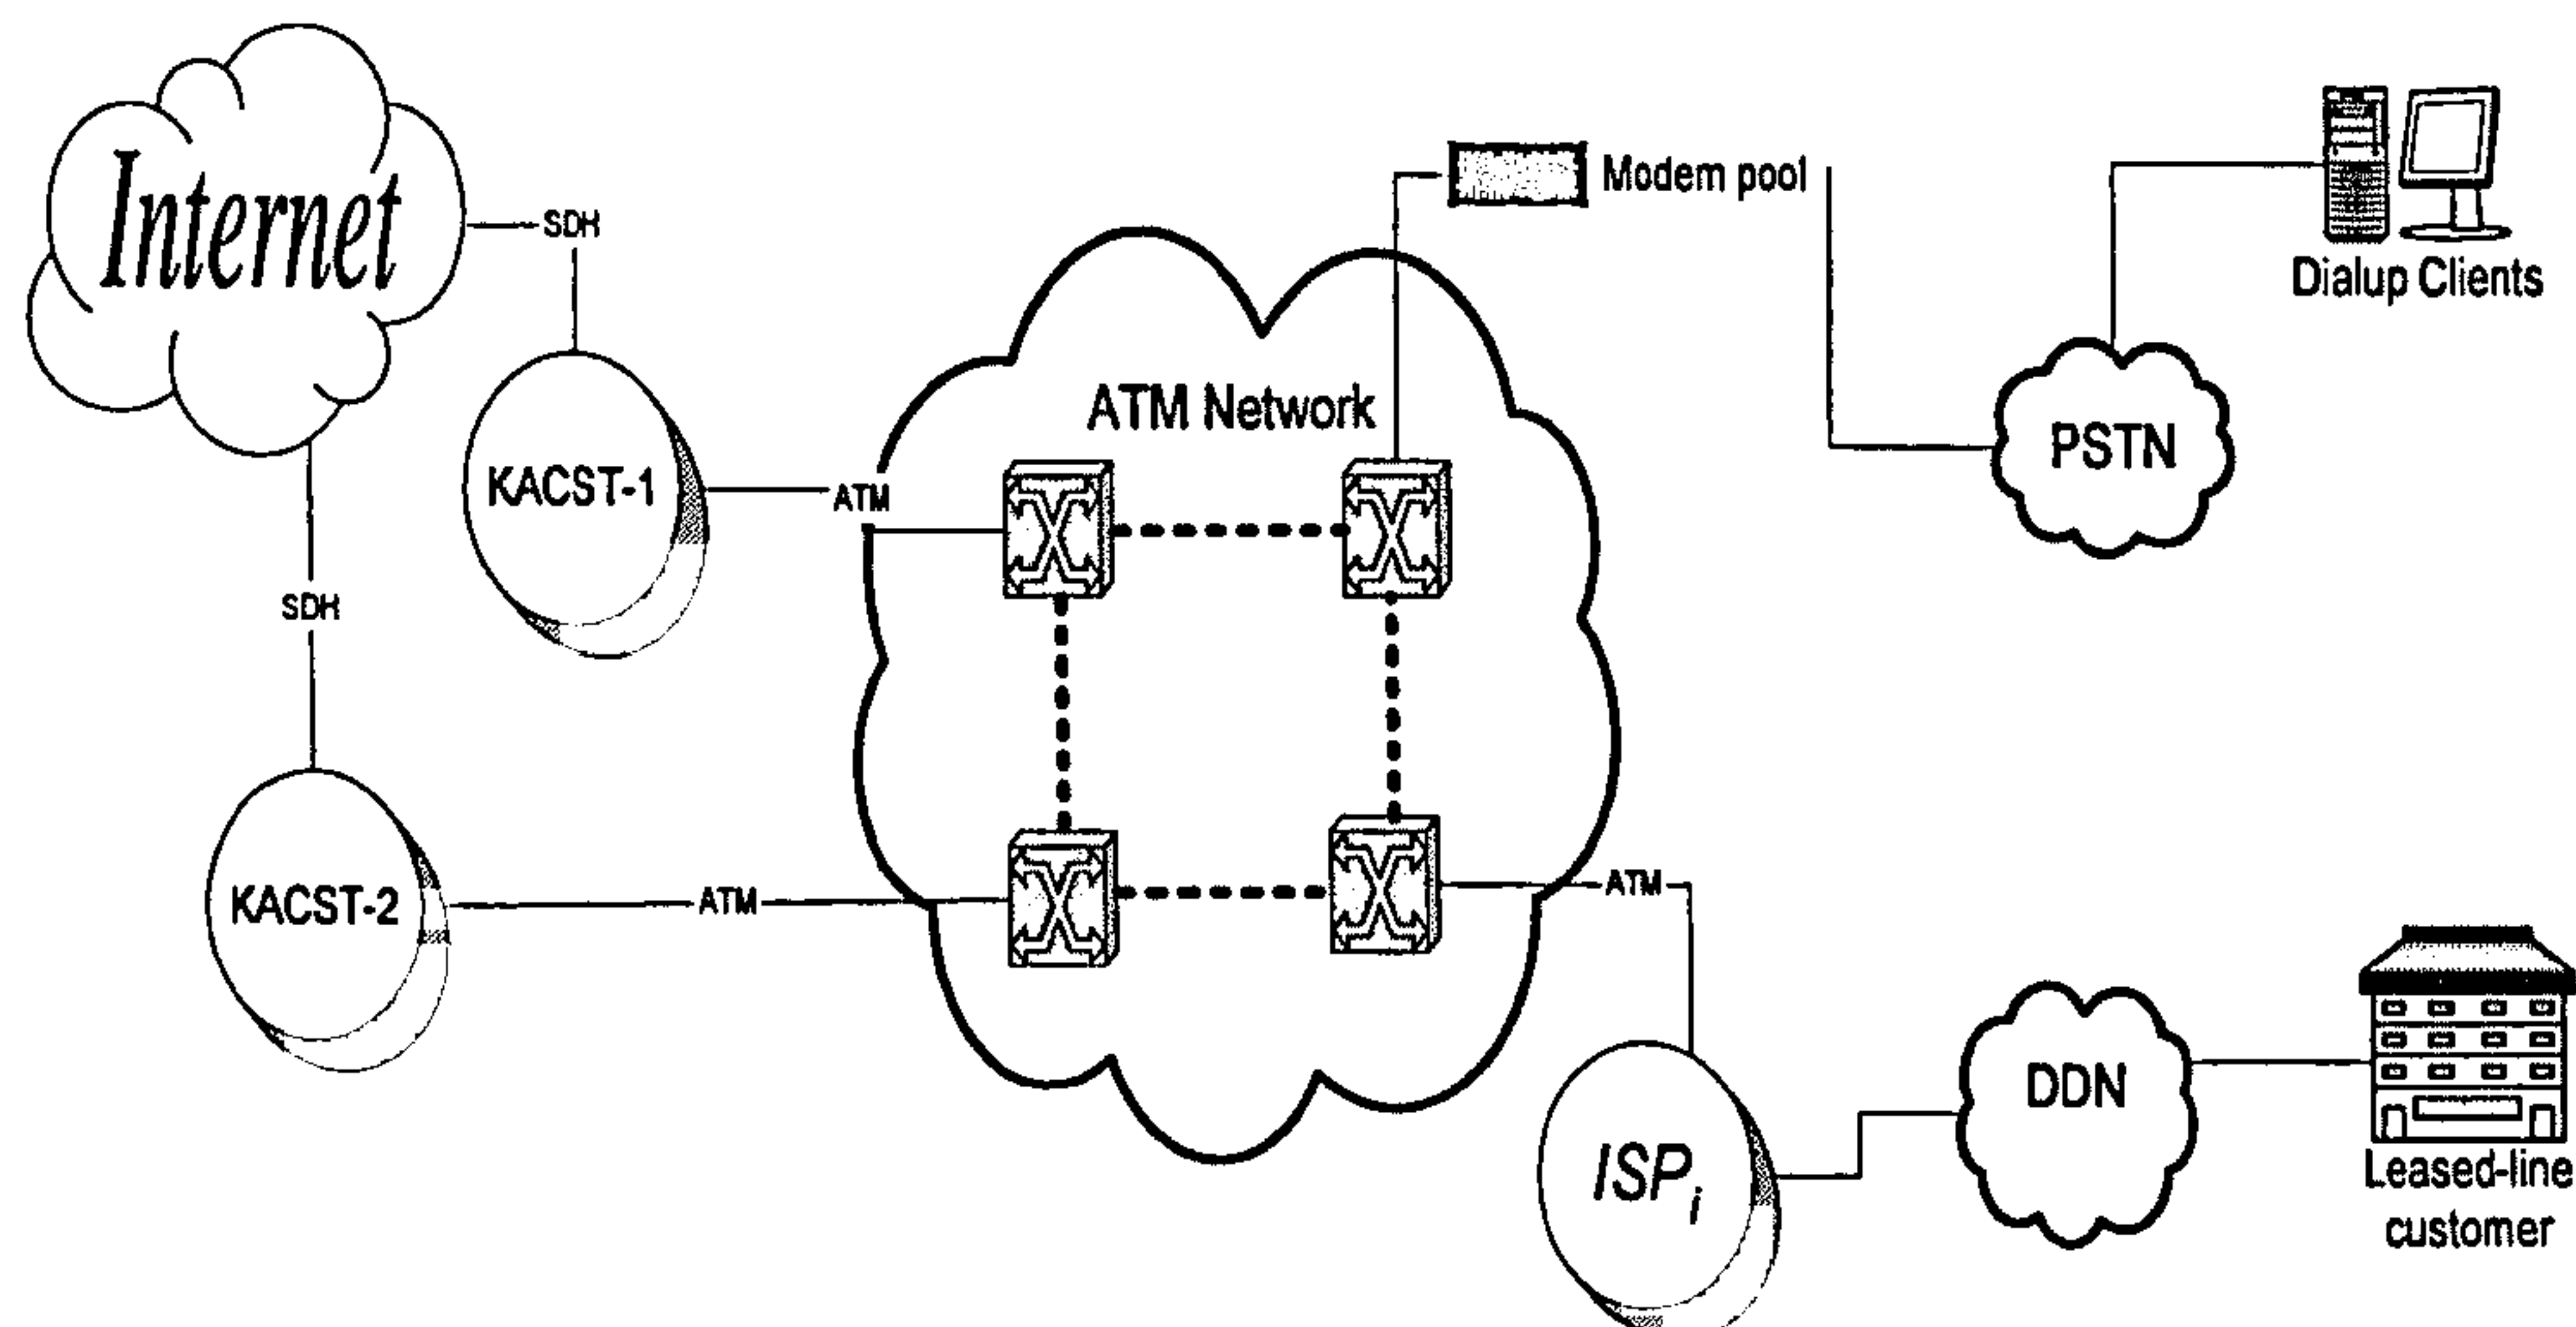 Internet
SDH
Modem pool
Dialup Clients
ATM Network
PSTN
KACST-1
ATM
SDH
KACST-2
ATM
ATM
DDN
ISPi
Leased-line
customer